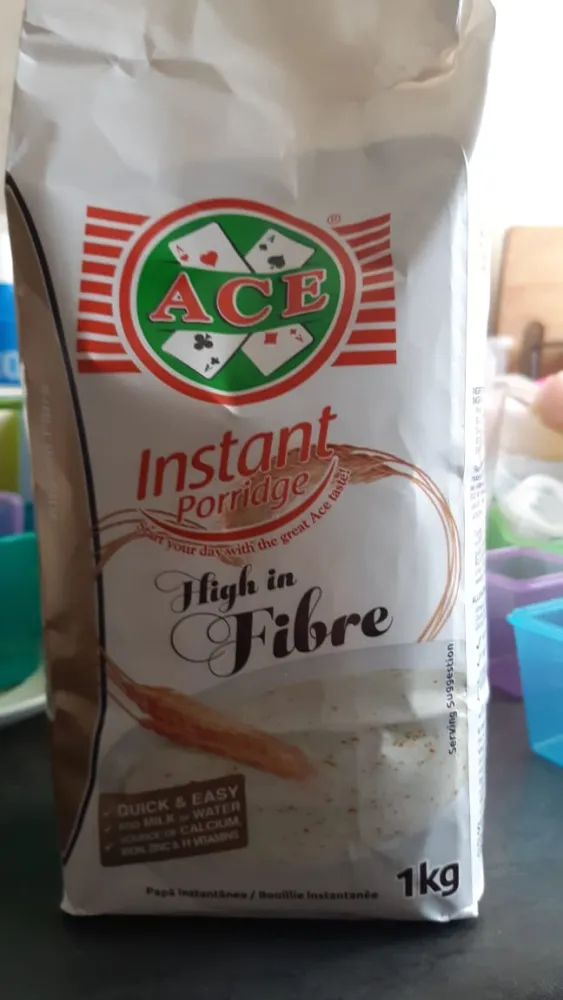 ®
ACE
Instant
Porridge
Start your day with the great Ace taste!
High in
Fibre
Serving Suggestion
QUICK & EASY
ADD MILK or WATER
SOURCE OF CALCIUM,
IRON, ZINC & 11 VITAMINS
1kg
Papa Instantânea / Bouillie Instantanée